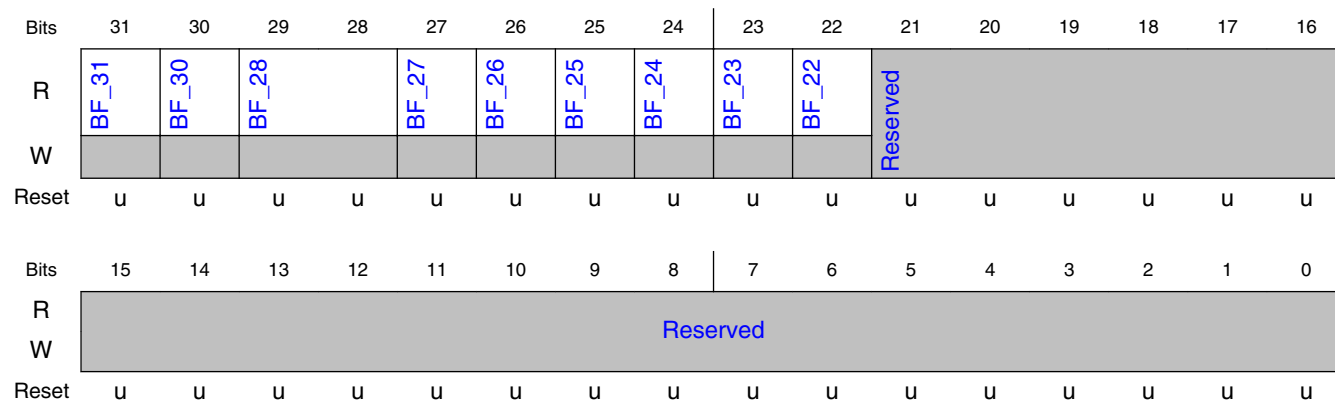 Bits 31 30 29 28 27 26 25 24 23 22 21 20 19 18 17 16
R BF_31 BF_30 BF_28 BF_27 BF_26 BF_25 BF_24 BF_23 BF_22 Reserved
W
Reset u u u u u u u u u u u u u u u u
Bits 15 14 13 12 11 10 9 8 7 6 5 4 3 2 1 0
R
Reserved
W
Reset u u u u u u u u u u u u u u u u